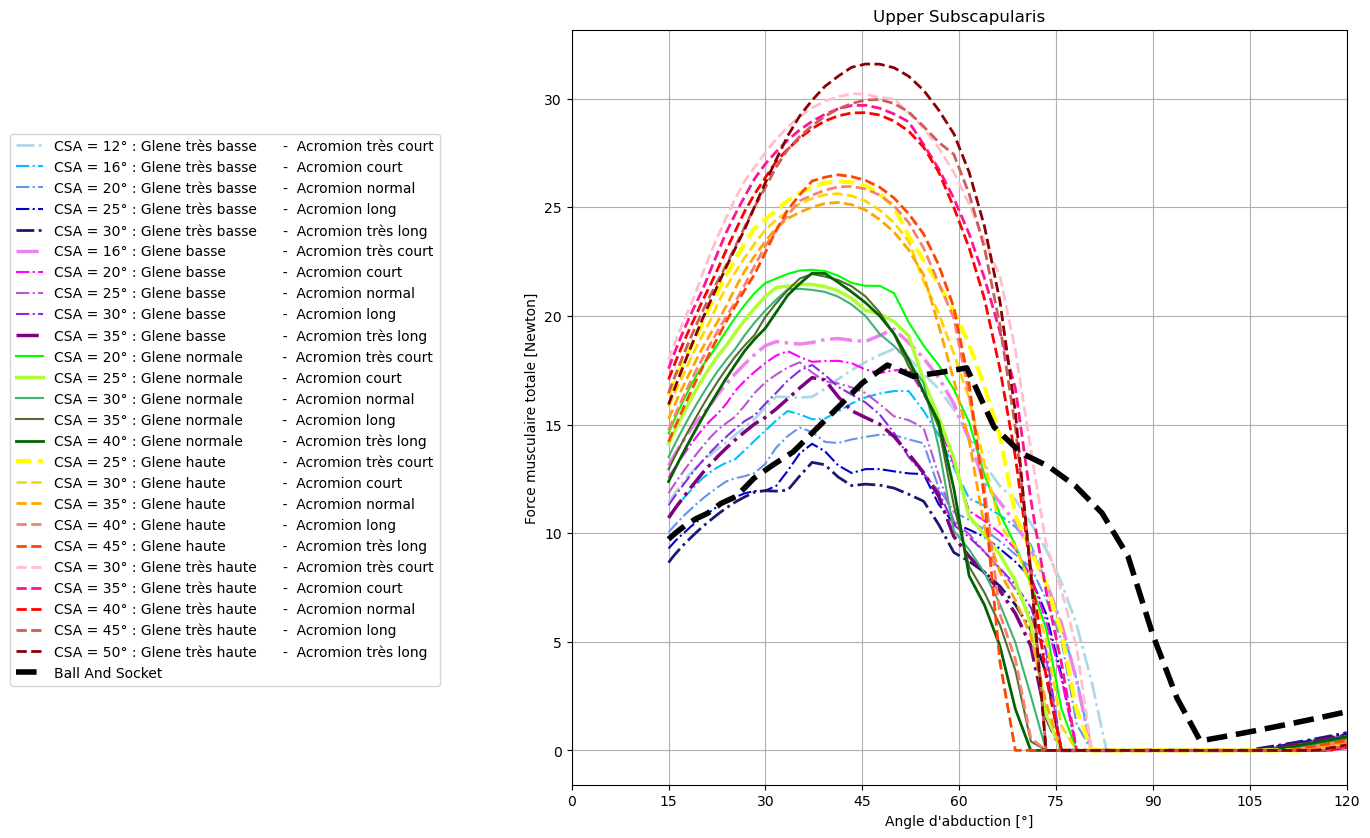 Upper Subscapularis
CSA = 12° : Glene très basse - Acromion très court
CSA = 16° : Glene très basse - Acromion court
CSA = 20° : Glene très basse - Acromion normal
CSA = 25° : Glene très basse - Acromion long
CSA = 30° : Glene très basse - Acromion très long
CSA = 16° : Glene basse - Acromion très court
CSA = 20° : Glene basse - Acromion court
CSA = 25° : Glene basse - Acromion normal
CSA = 30° : Glene basse - Acromion long
CSA = 35° : Glene basse - Acromion très long
CSA = 20° : Glene normale - Acromion très court
CSA = 25° : Glene normale - Acromion court
CSA = 30° : Glene normale - Acromion normal
CSA = 35° : Glene normale - Acromion long
CSA = 40° : Glene normale - Acromion très long
CSA = 25° : Glene haute - Acromion très court
CSA = 30° : Glene haute - Acromion court
CSA = 35° : Glene haute - Acromion normal
CSA = 40° : Glene haute - Acromion long
CSA = 45° : Glene haute - Acromion très long
CSA = 30° : Glene très haute - Acromion très court
CSA = 35° : Glene très haute - Acromion court
CSA = 40° : Glene très haute - Acromion normal
CSA = 45° : Glene très haute - Acromion long
CSA = 50° : Glene très haute - Acromion très long
Ball And Socket
Force musculaire totale [Newton]
30
25
20
15
10
5
0
0 15 30 45 60 75 90 105 120
Angle d'abduction [°]